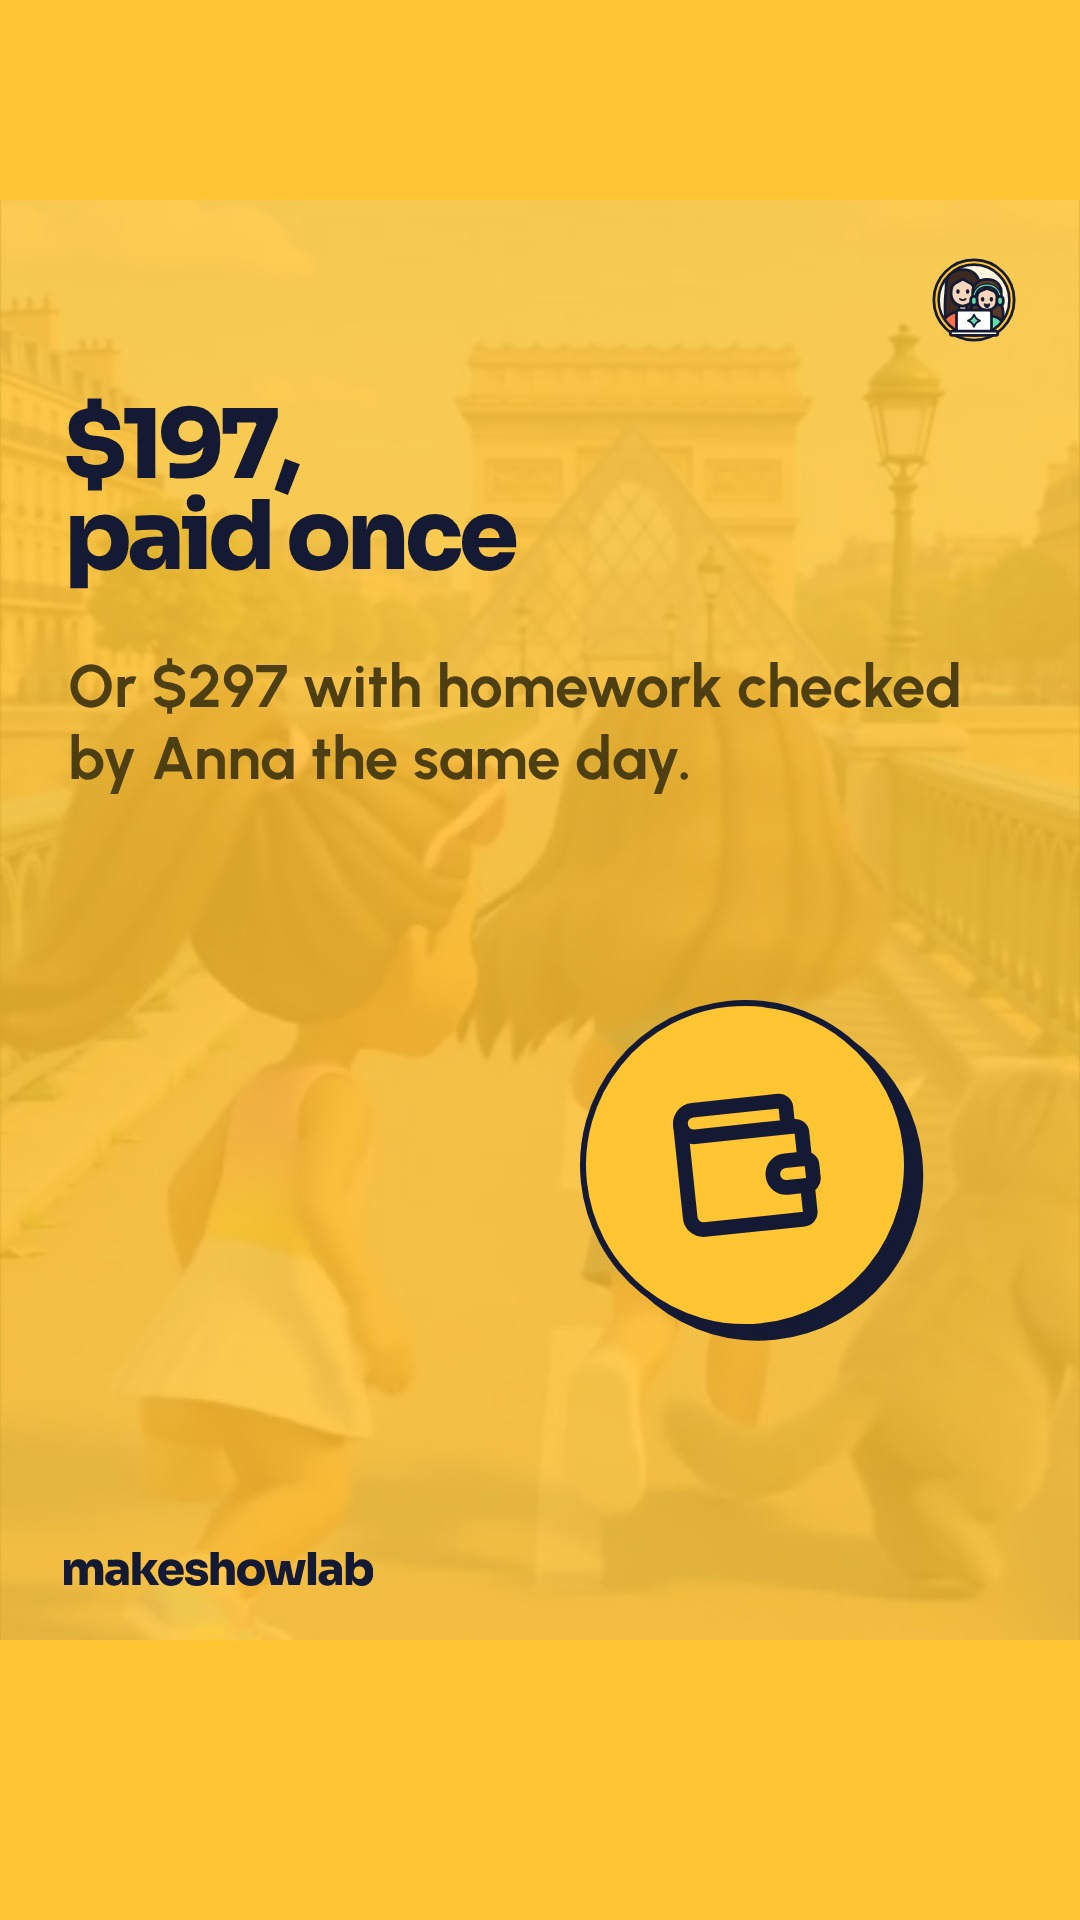 $197,
paid once
Or $297 with homework checked
by Anna the same day.
makeshowlab